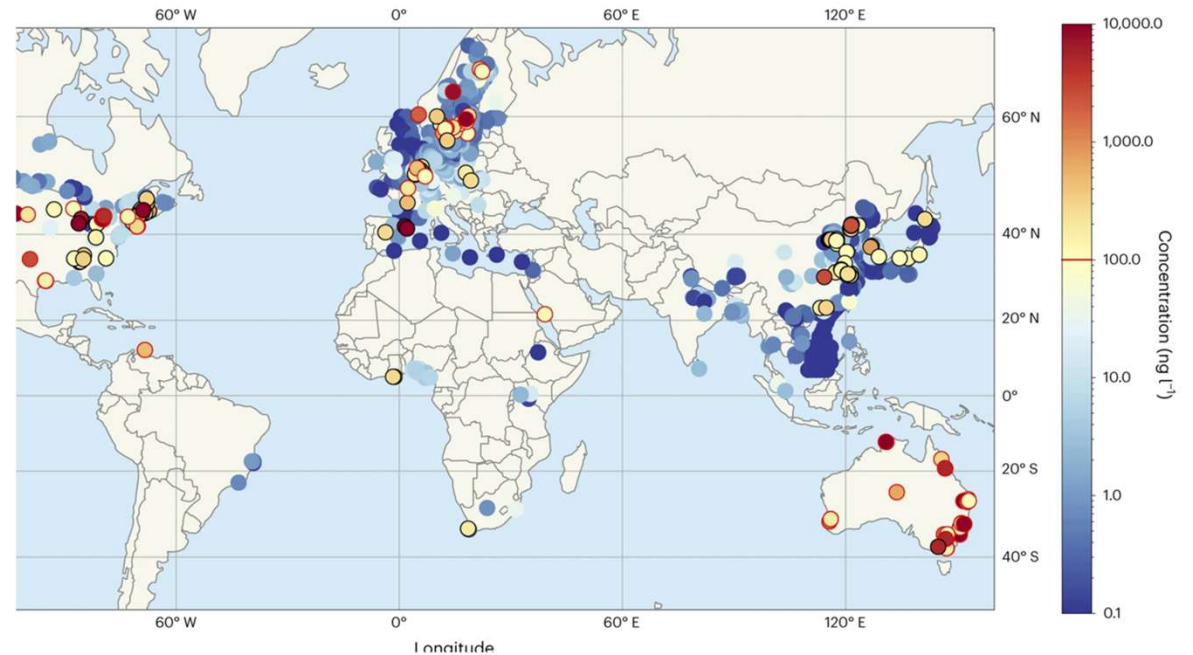 60° W 0° 60° E 120° E
10,000.0
60° N
1,000.0
40° N
100.0
20° N
10.0
0°
20° S
1.0
40° S
0.1
60° W 0° 60° E 120° E
Longitude
Concentration (ng l⁻¹)